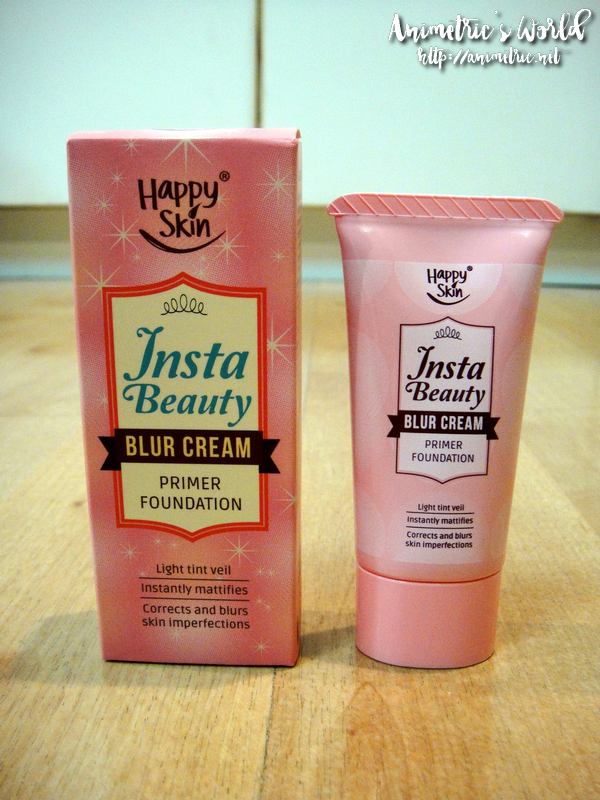 Animetric's World
http://animetric.net
Happy®
Skin
Insta
Beauty
BLUR CREAM
PRIMER
FOUNDATION
Light tint veil
Instantly mattifies
Corrects and blurs
skin imperfections
Happy®
Skin
Insta
Beauty
BLUR CREAM
PRIMER
FOUNDATION
Light tint veil
Instantly mattifies
Corrects and blurs
skin imperfections